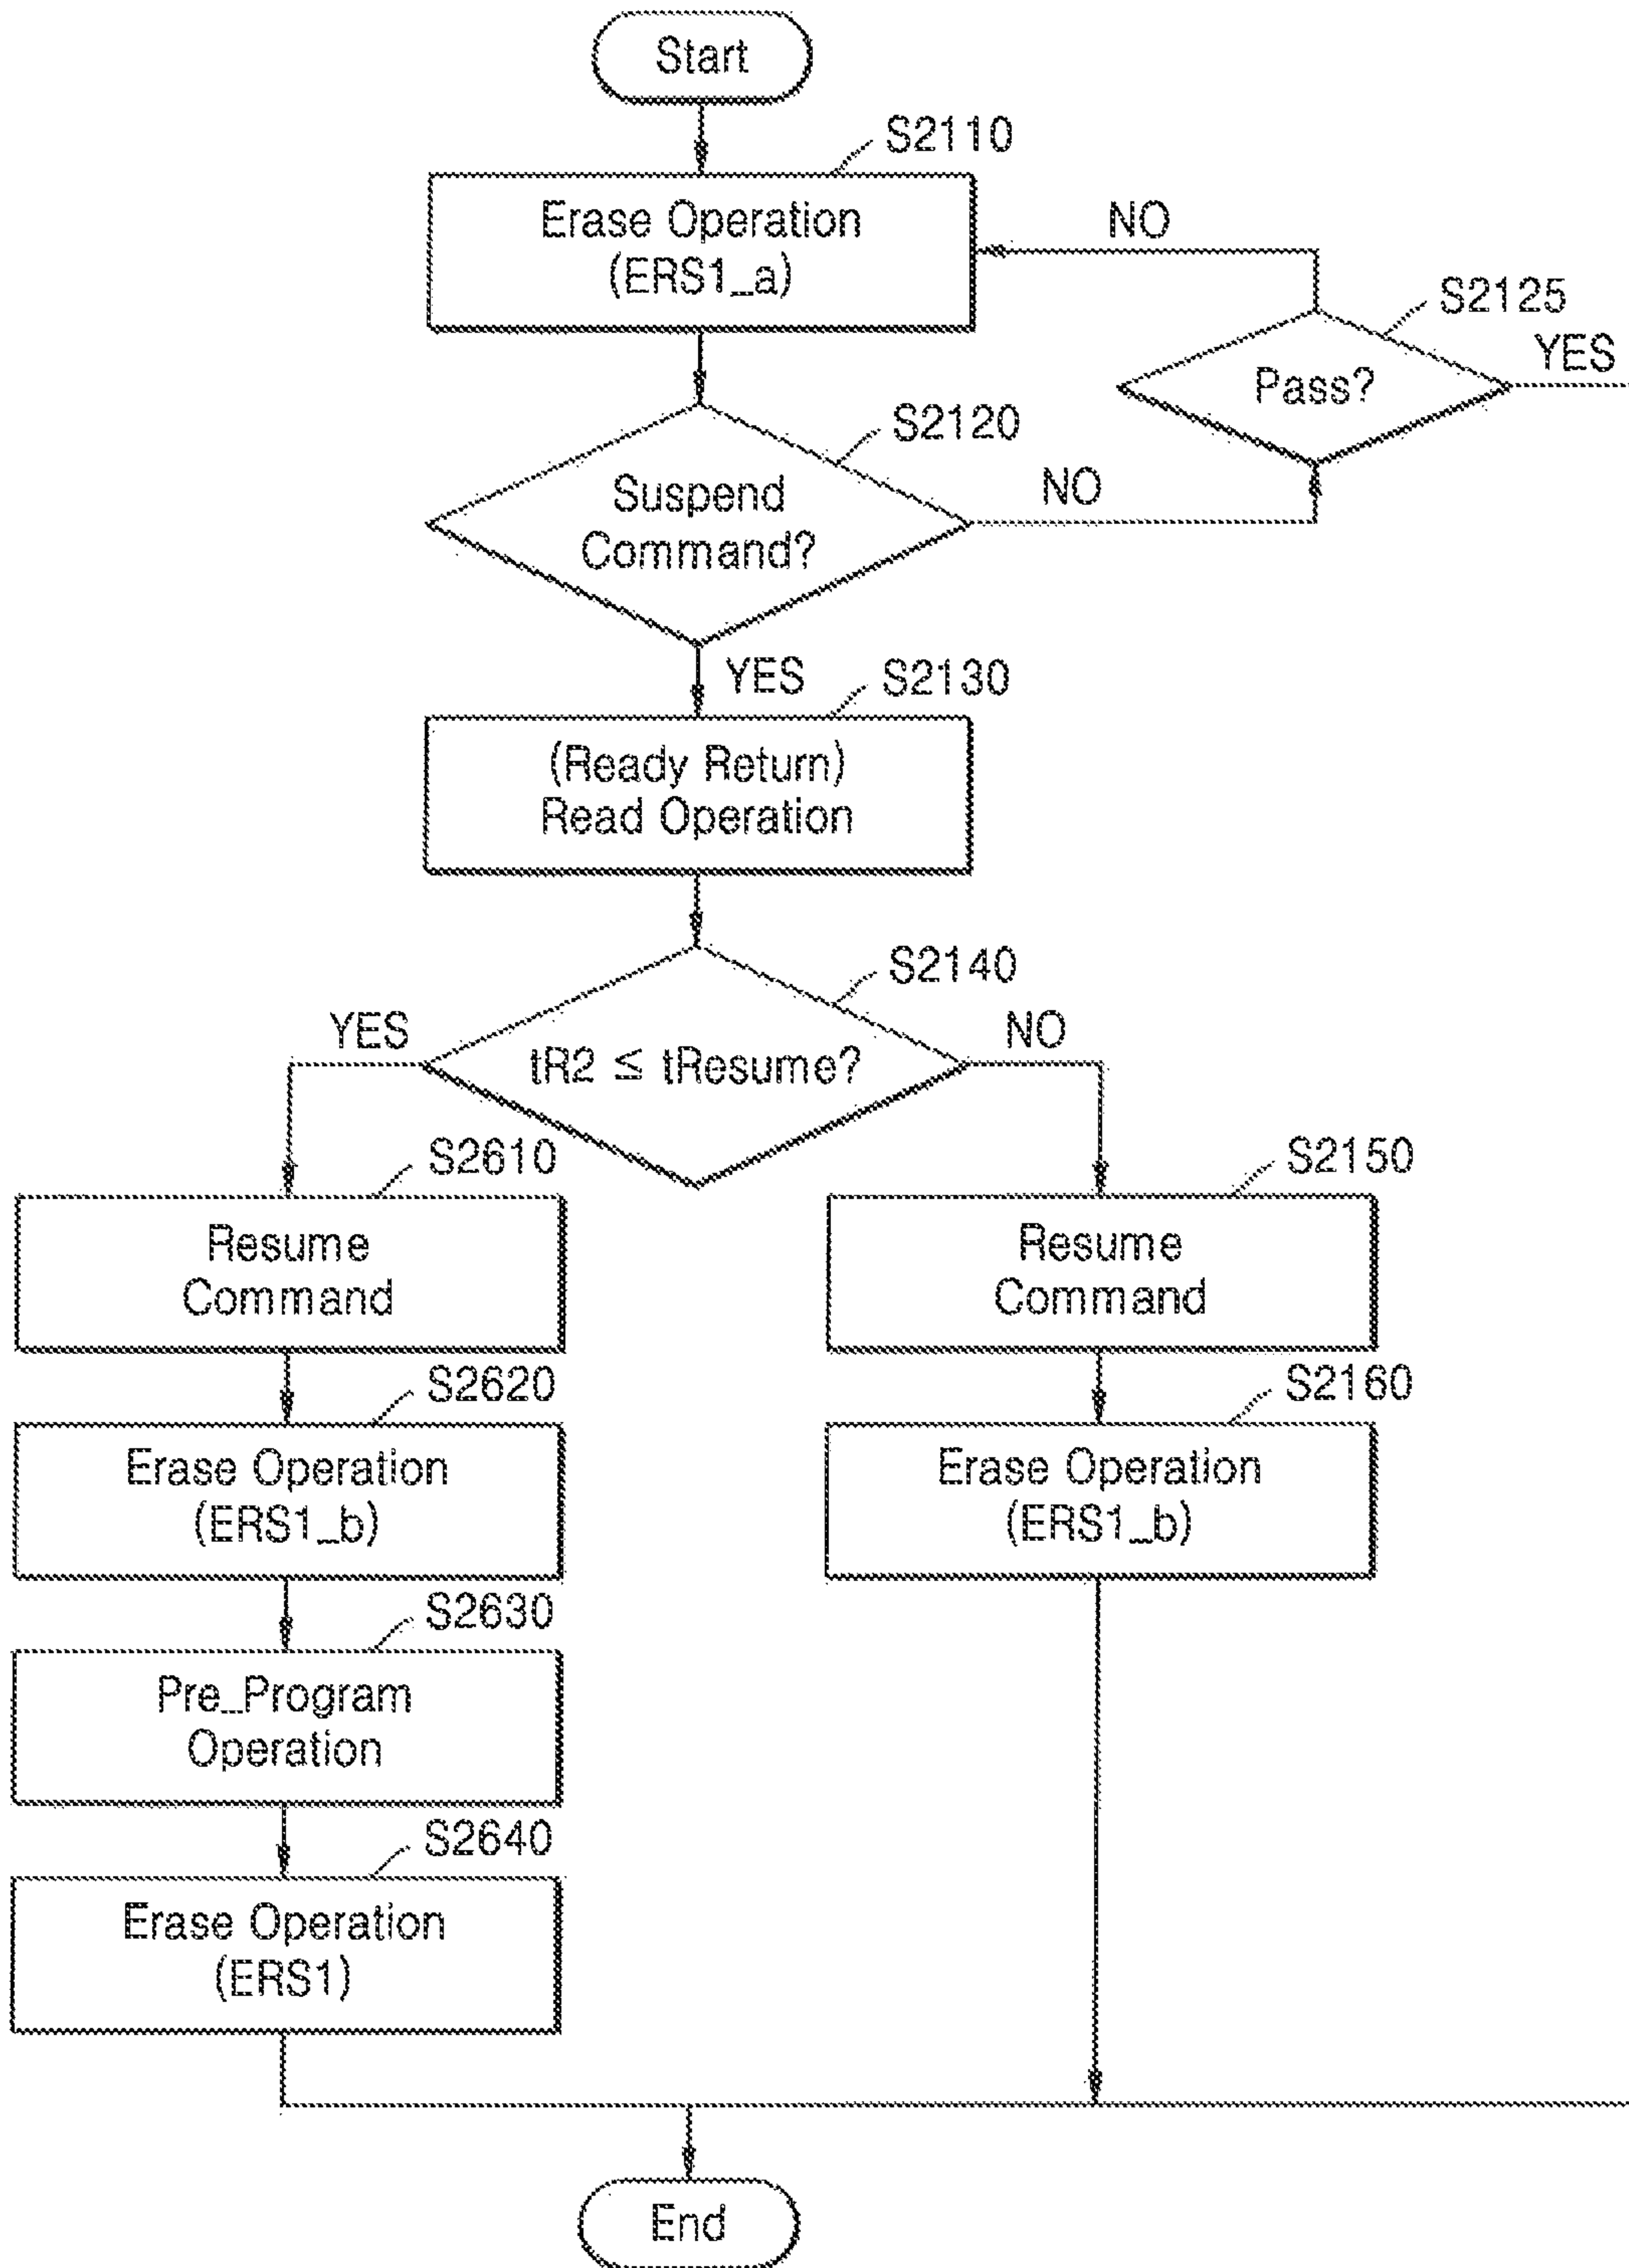 Start
S2110
Erase Operation
(ERS1_a)
NO
S2125
Pass?
YES
S2120
Suspend
Command?
NO
YES
S2130
(Ready Return)
Read Operation
S2140
YES
tR2 ≤ tResume?
NO
S2610
Resume
Command
S2150
Resume
Command
S2620
Erase Operation
(ERS1_b)
S2160
Erase Operation
(ERS1_b)
S2630
Pre_Program
Operation
S2640
Erase Operation
(ERS1)
End